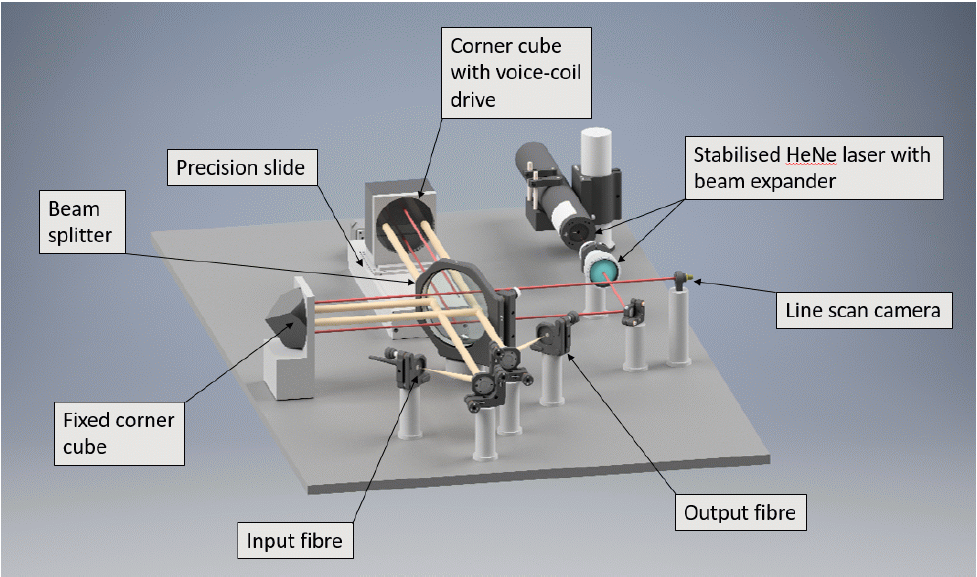 Corner cube
with voice-coil
drive
Stabilised HeNe laser with
beam expander
Precision slide
Beam
splitter
Line scan camera
Fixed corner
cube
Output fibre
Input fibre